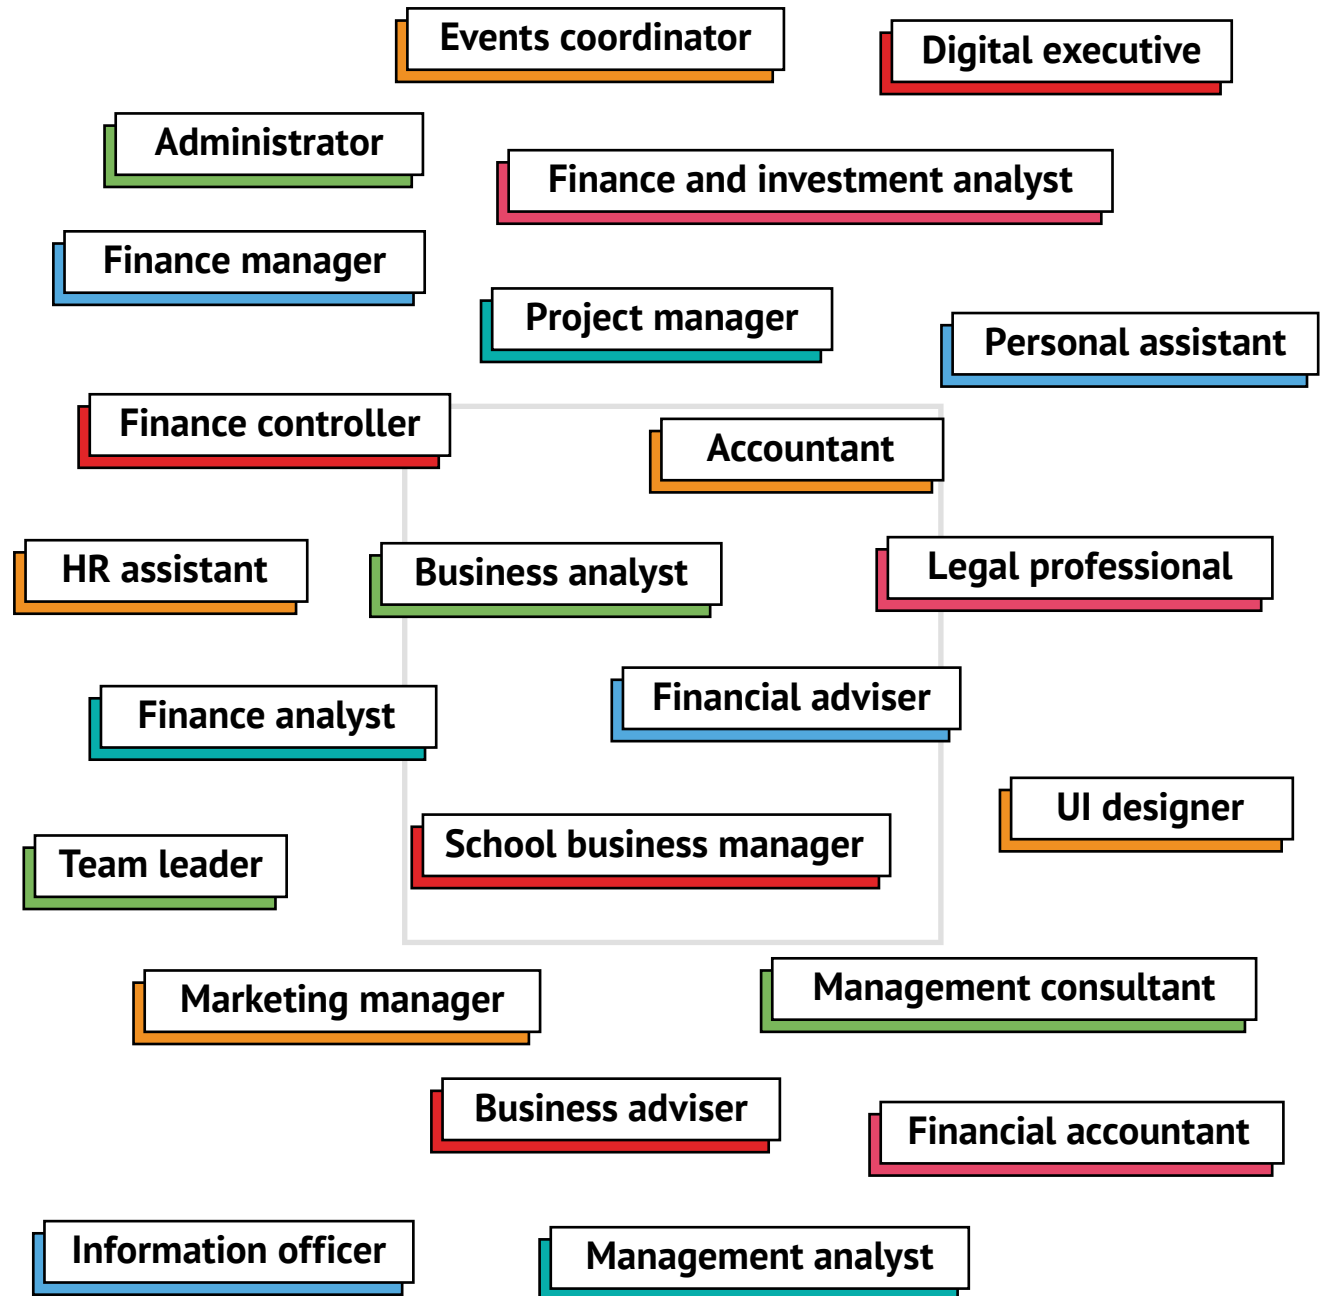 Events coordinator
Digital executive
Administrator
Finance and investment analyst
Finance manager
Project manager
Personal assistant
Finance controller
Accountant
HR assistant
Business analyst
Legal professional
Finance analyst
Financial adviser
UI designer
Team leader
School business manager
Marketing manager
Management consultant
Business adviser
Financial accountant
Information officer
Management analyst